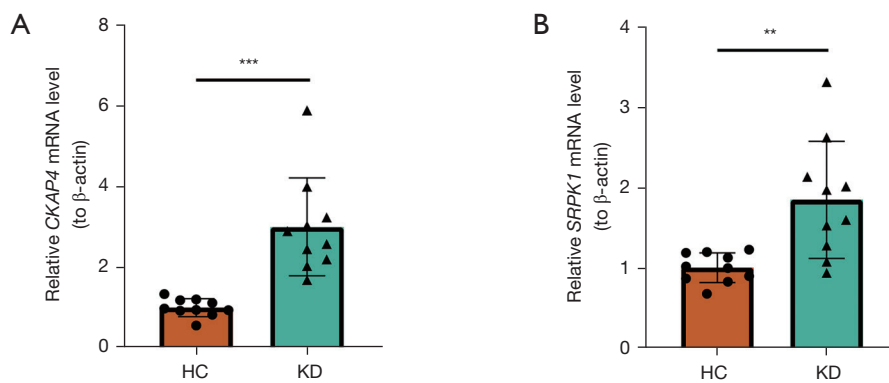 A
Relative CKAP4 mRNA level
(to β-actin)
8
6
4
2
0
***
HC
KD
B
Relative SRPK1 mRNA level
(to β-actin)
4
3
2
1
0
**
HC
KD